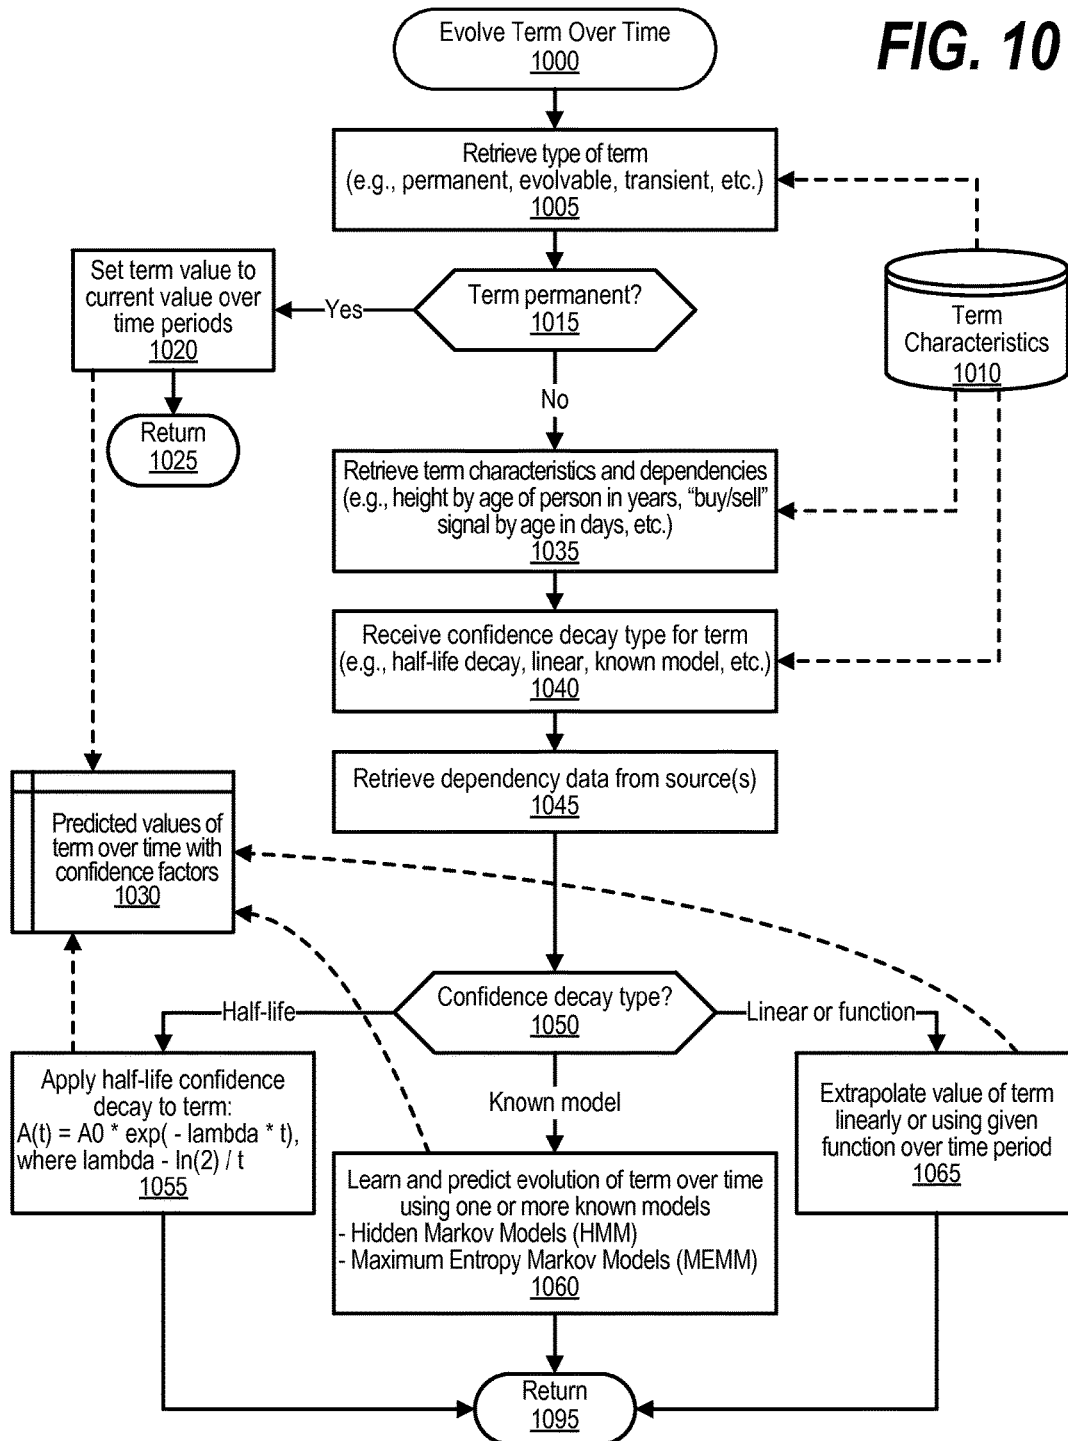 FIG. 10
Evolve Term Over Time
1000
Retrieve type of term
(e.g., permanent, evolvable, transient, etc.)
1005
Set term value to
current value over
time periods
1020
Yes
Term permanent?
1015
Term
Characteristics
1010
No
Return
1025
Retrieve term characteristics and dependencies
(e.g., height by age of person in years, “buy/sell”
signal by age in days, etc.)
1035
Receive confidence decay type for term
(e.g., half-life decay, linear, known model, etc.)
1040
Retrieve dependency data from source(s)
1045
Predicted values of
term over time with
confidence factors
1030
Confidence decay type?
1050
Half-life
Linear or function
Known model
Apply half-life confidence
decay to term:
A(t) = A0 * exp( - lambda * t),
where lambda - ln(2) / t
1055
Learn and predict evolution of term over time
using one or more known models
- Hidden Markov Models (HMM)
- Maximum Entropy Markov Models (MEMM)
1060
Extrapolate value of term
linearly or using given
function over time period
1065
Return
1095